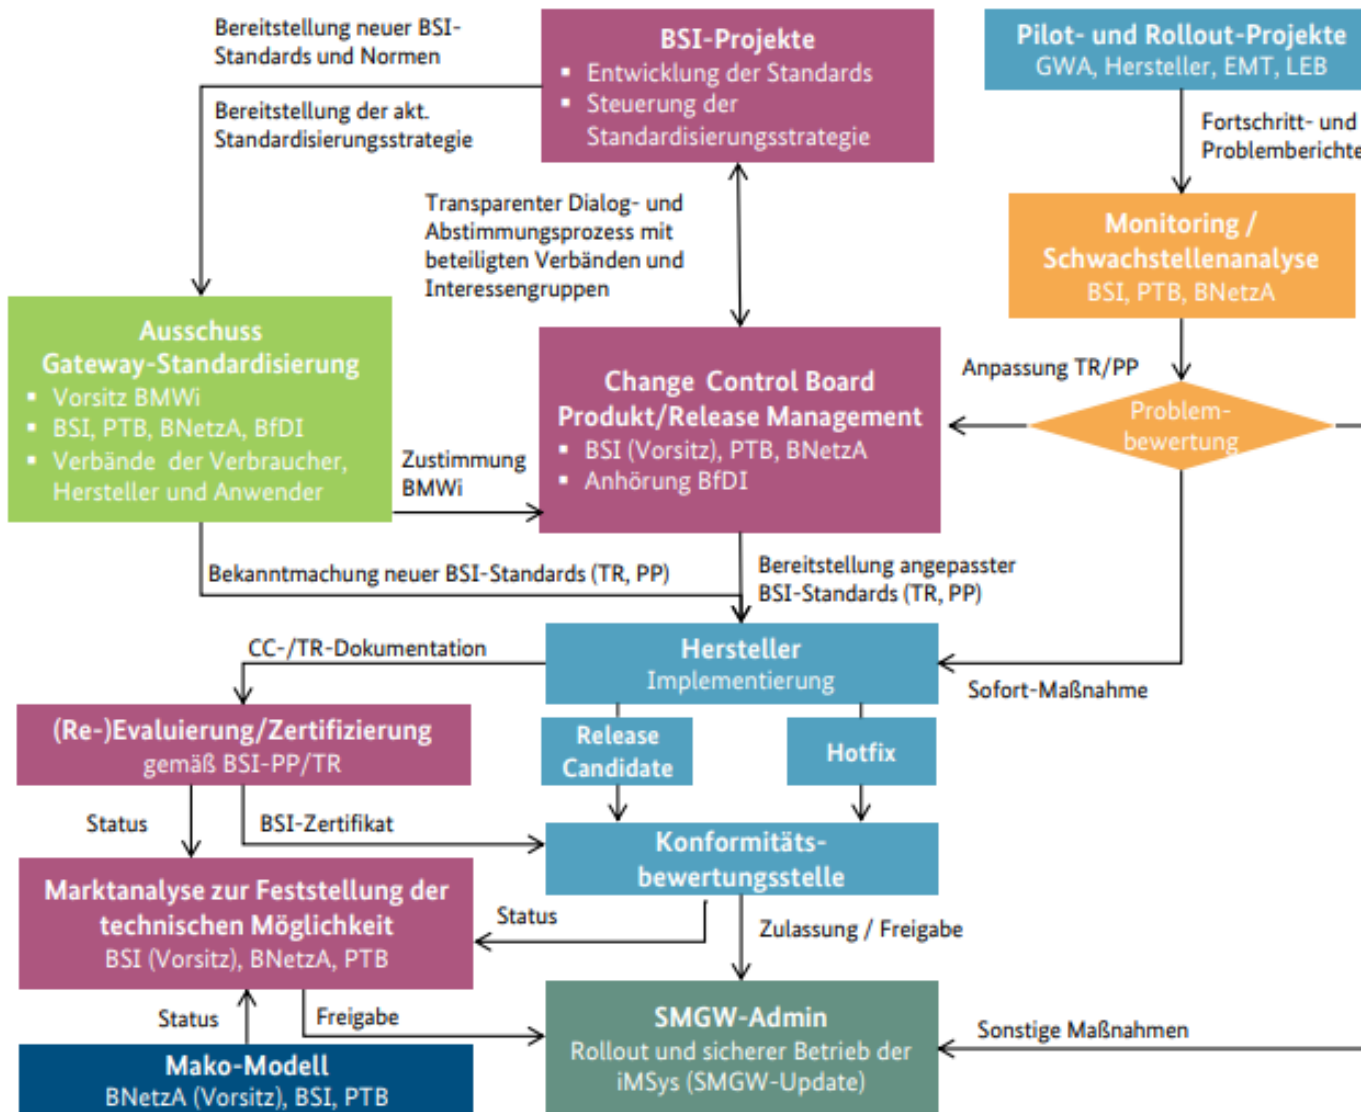 Bereitstellung neuer BSI-
Standards und Normen
Bereitstellung der akt.
Standardisierungsstrategie
BSI-Projekte
▪ Entwicklung der Standards
▪ Steuerung der
Standardisierungsstrategie
Pilot- und Rollout-Projekte
GWA, Hersteller, EMT, LEB
Fortschritt- und
Problemberichte
Transparenter Dialog- und
Abstimmungsprozess mit
beteiligten Verbänden und
Interessengruppen
Monitoring /
Schwachstellenanalyse
BSI, PTB, BNetzA
Ausschuss
Gateway-Standardisierung
▪ Vorsitz BMWi
▪ BSI, PTB, BNetzA, BfDI
▪ Verbände der Verbraucher,
Hersteller und Anwender
Zustimmung
BMWi
Change Control Board
Produkt/Release Management
▪ BSI (Vorsitz), PTB, BNetzA
▪ Anhörung BfDI
Anpassung TR/PP
Problem-
bewertung
Bekanntmachung neuer BSI-Standards (TR, PP)
Bereitstellung angepasster
BSI-Standards (TR, PP)
CC-/TR-Dokumentation
Hersteller
Implementierung
Sofort-Maßnahme
(Re-)Evaluierung/Zertifizierung
gemäß BSI-PP/TR
Release
Candidate
Hotfix
Status
BSI-Zertifikat
Konformitäts-
bewertungsstelle
Marktanalyse zur Feststellung der
technischen Möglichkeit
BSI (Vorsitz), BNetzA, PTB
Status
Zulassung / Freigabe
Status
Freigabe
SMGW-Admin
Rollout und sicherer Betrieb der
iMSys (SMGW-Update)
Sonstige Maßnahmen
Mako-Modell
BNetzA (Vorsitz), BSI, PTB